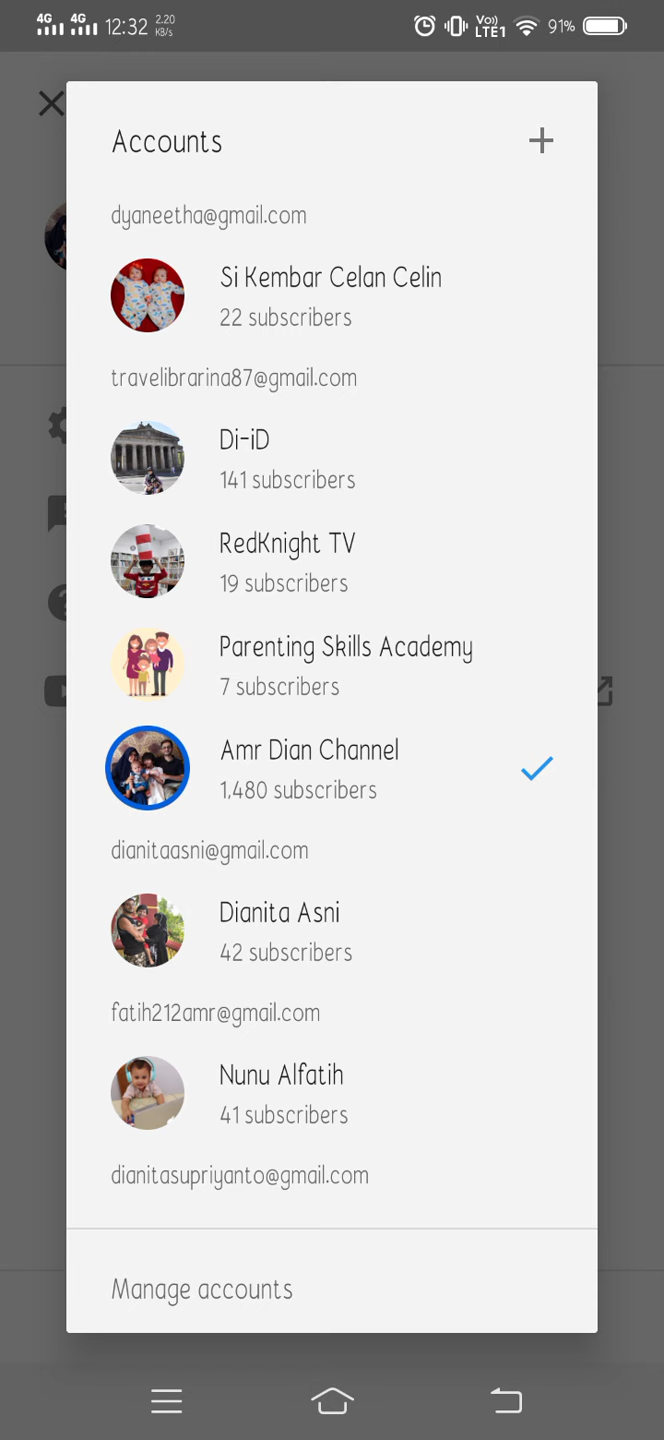 4G 4G 12:32 2.20 KB/s Vo) LTE1 91%
Accounts
dyaneetha@gmail.com
Si Kembar Celan Celin
22 subscribers
travelibrarina87@gmail.com
Di-iD
141 subscribers
RedKnight TV
19 subscribers
Parenting Skills Academy
7 subscribers
Amr Dian Channel
1,480 subscribers
dianitaasni@gmail.com
Dianita Asni
42 subscribers
fatih212amr@gmail.com
Nunu Alfatih
41 subscribers
dianitasupriyanto@gmail.com
Manage accounts